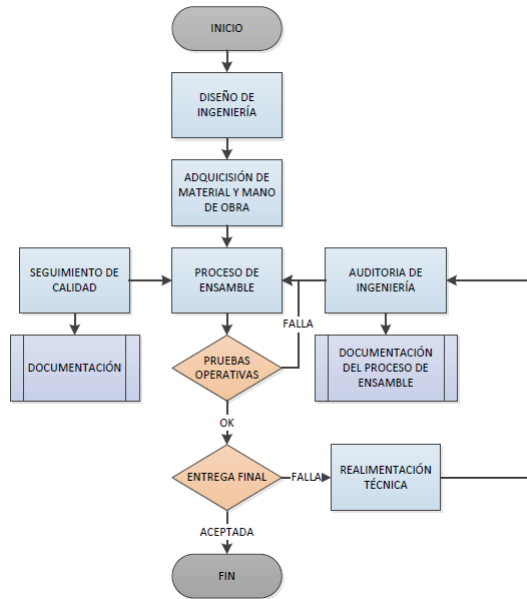 INICIO
DISEÑO DE
INGENIERÍA
ADQUICISIÓN DE
MATERIAL Y MANO
DE OBRA
SEGUIMIENTO DE
CALIDAD
PROCESO DE
ENSAMBLE
AUDITORIA DE
INGENIERÍA
FALLA
DOCUMENTACIÓN
PRUEBAS
OPERATIVAS
DOCUMENTACIÓN
DEL PROCESO DE
ENSAMBLE
OK
ENTREGA FINAL
FALLA
REALIMENTACIÓN
TÉCNICA
ACEPTADA
FIN